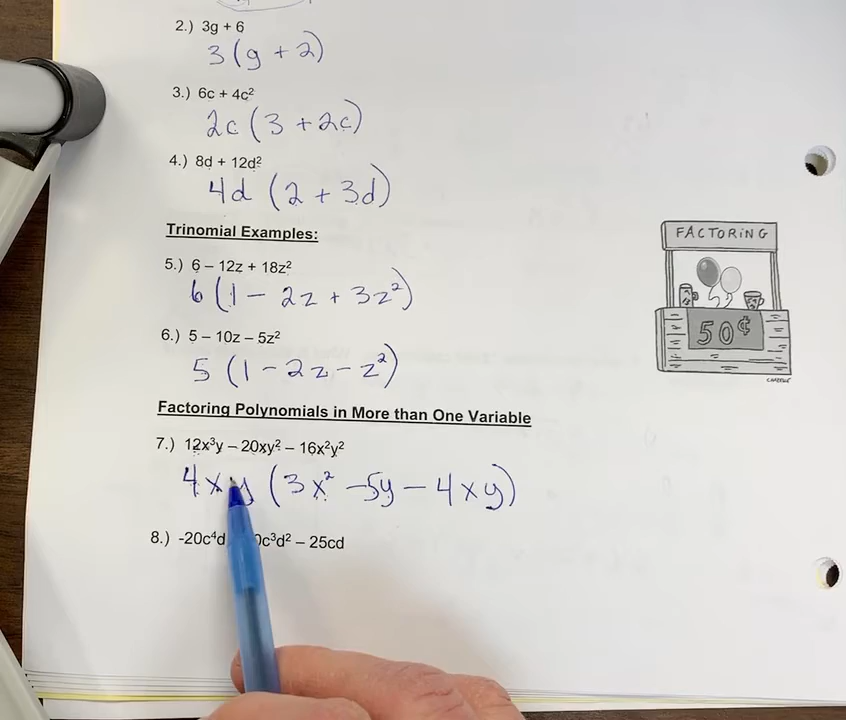 2.) 3g + 6
3(g + 2)
3.) 6c + 4c²
2c(3 + 2c)
4.) 8d + 12d²
4d (2 + 3d)
Trinomial Examples:
FACTORING
50¢
5.) 6 – 12z + 18z²
6(1 - 2z + 3z²)
6.) 5 – 10z – 5z²
5 (1 - 2z - z²)
Factoring Polynomials in More than One Variable
7.) 12x³y – 20xy² – 16x²y²
4xy (3x² - 5y - 4xy)
8.) -20c⁴d c³d² – 25cd